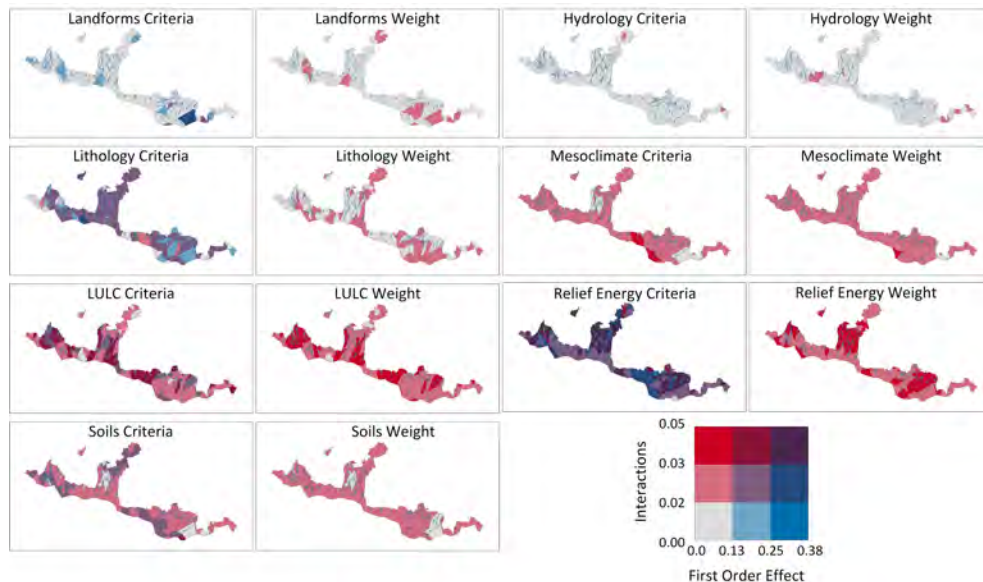 Landforms Criteria
Landforms Weight
Hydrology Criteria
Hydrology Weight
Lithology Criteria
Lithology Weight
Mesoclimate Criteria
Mesoclimate Weight
LULC Criteria
LULC Weight
Relief Energy Criteria
Relief Energy Weight
Soils Criteria
Soils Weight
0.05
0.03
0.02
0.00
Interactions
0.0 0.13 0.25 0.38
First Order Effect